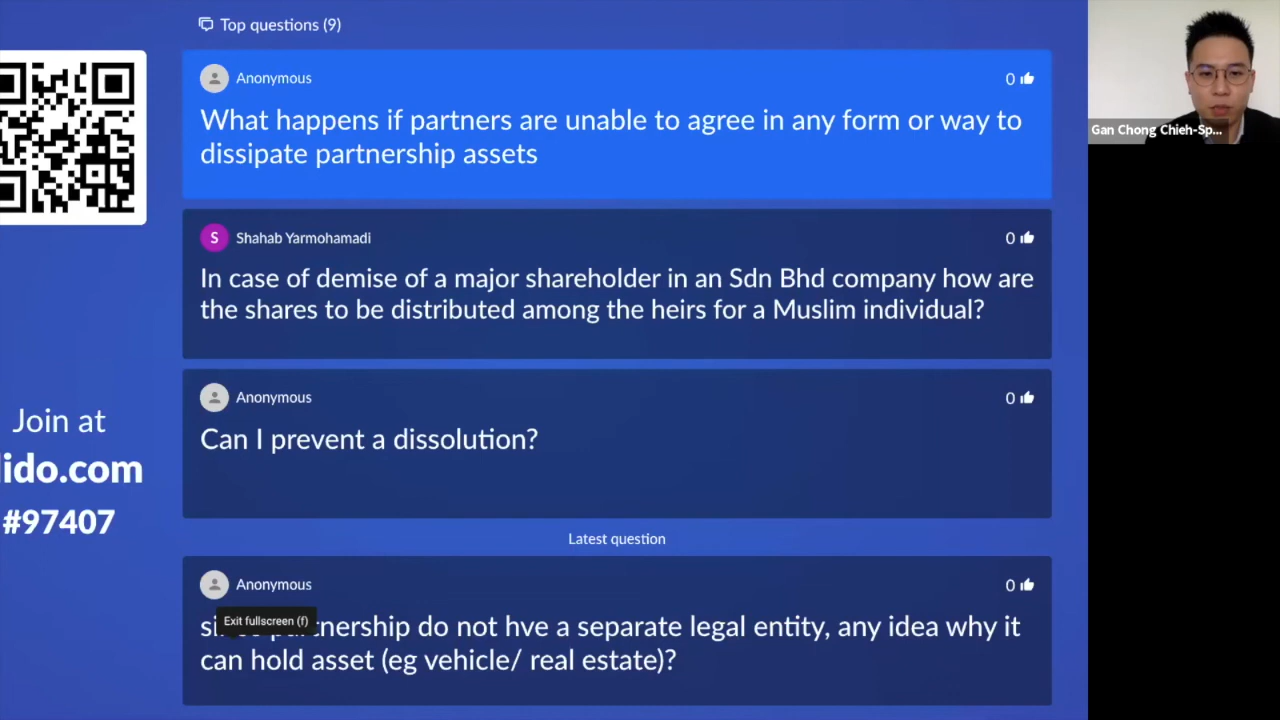 Top questions (9)
Anonymous
0
What happens if partners are unable to agree in any form or way to
dissipate partnership assets
S
Shahab Yarmohamadi
0
In case of demise of a major shareholder in an Sdn Bhd company how are
the shares to be distributed among the heirs for a Muslim individual?
Anonymous
0
Can I prevent a dissolution?
Latest question
Anonymous
0
Exit fullscreen (f)
do not hve a separate legal entity, any idea why it
can hold asset (eg vehicle/ real estate)?
Join at
lido.com
#97407
Gan Chong Chieh-Sp...